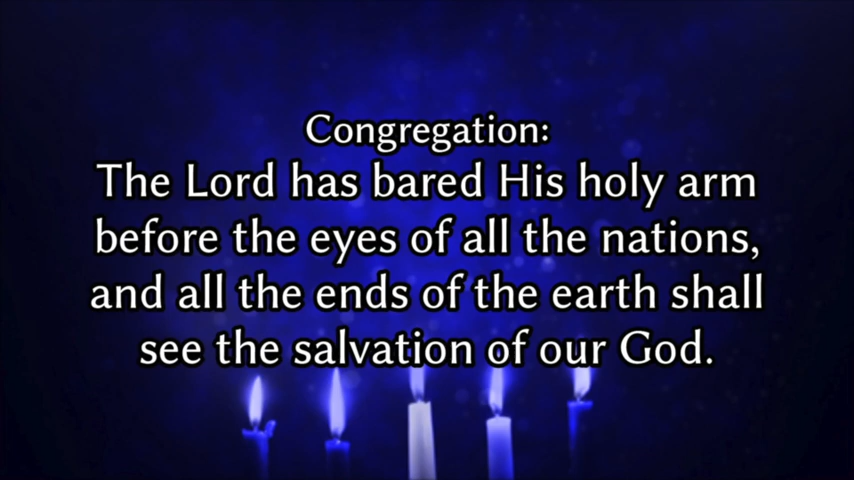 Congregation:
The Lord has bared His holy arm
before the eyes of all the nations,
and all the ends of the earth shall
see the salvation of our God.